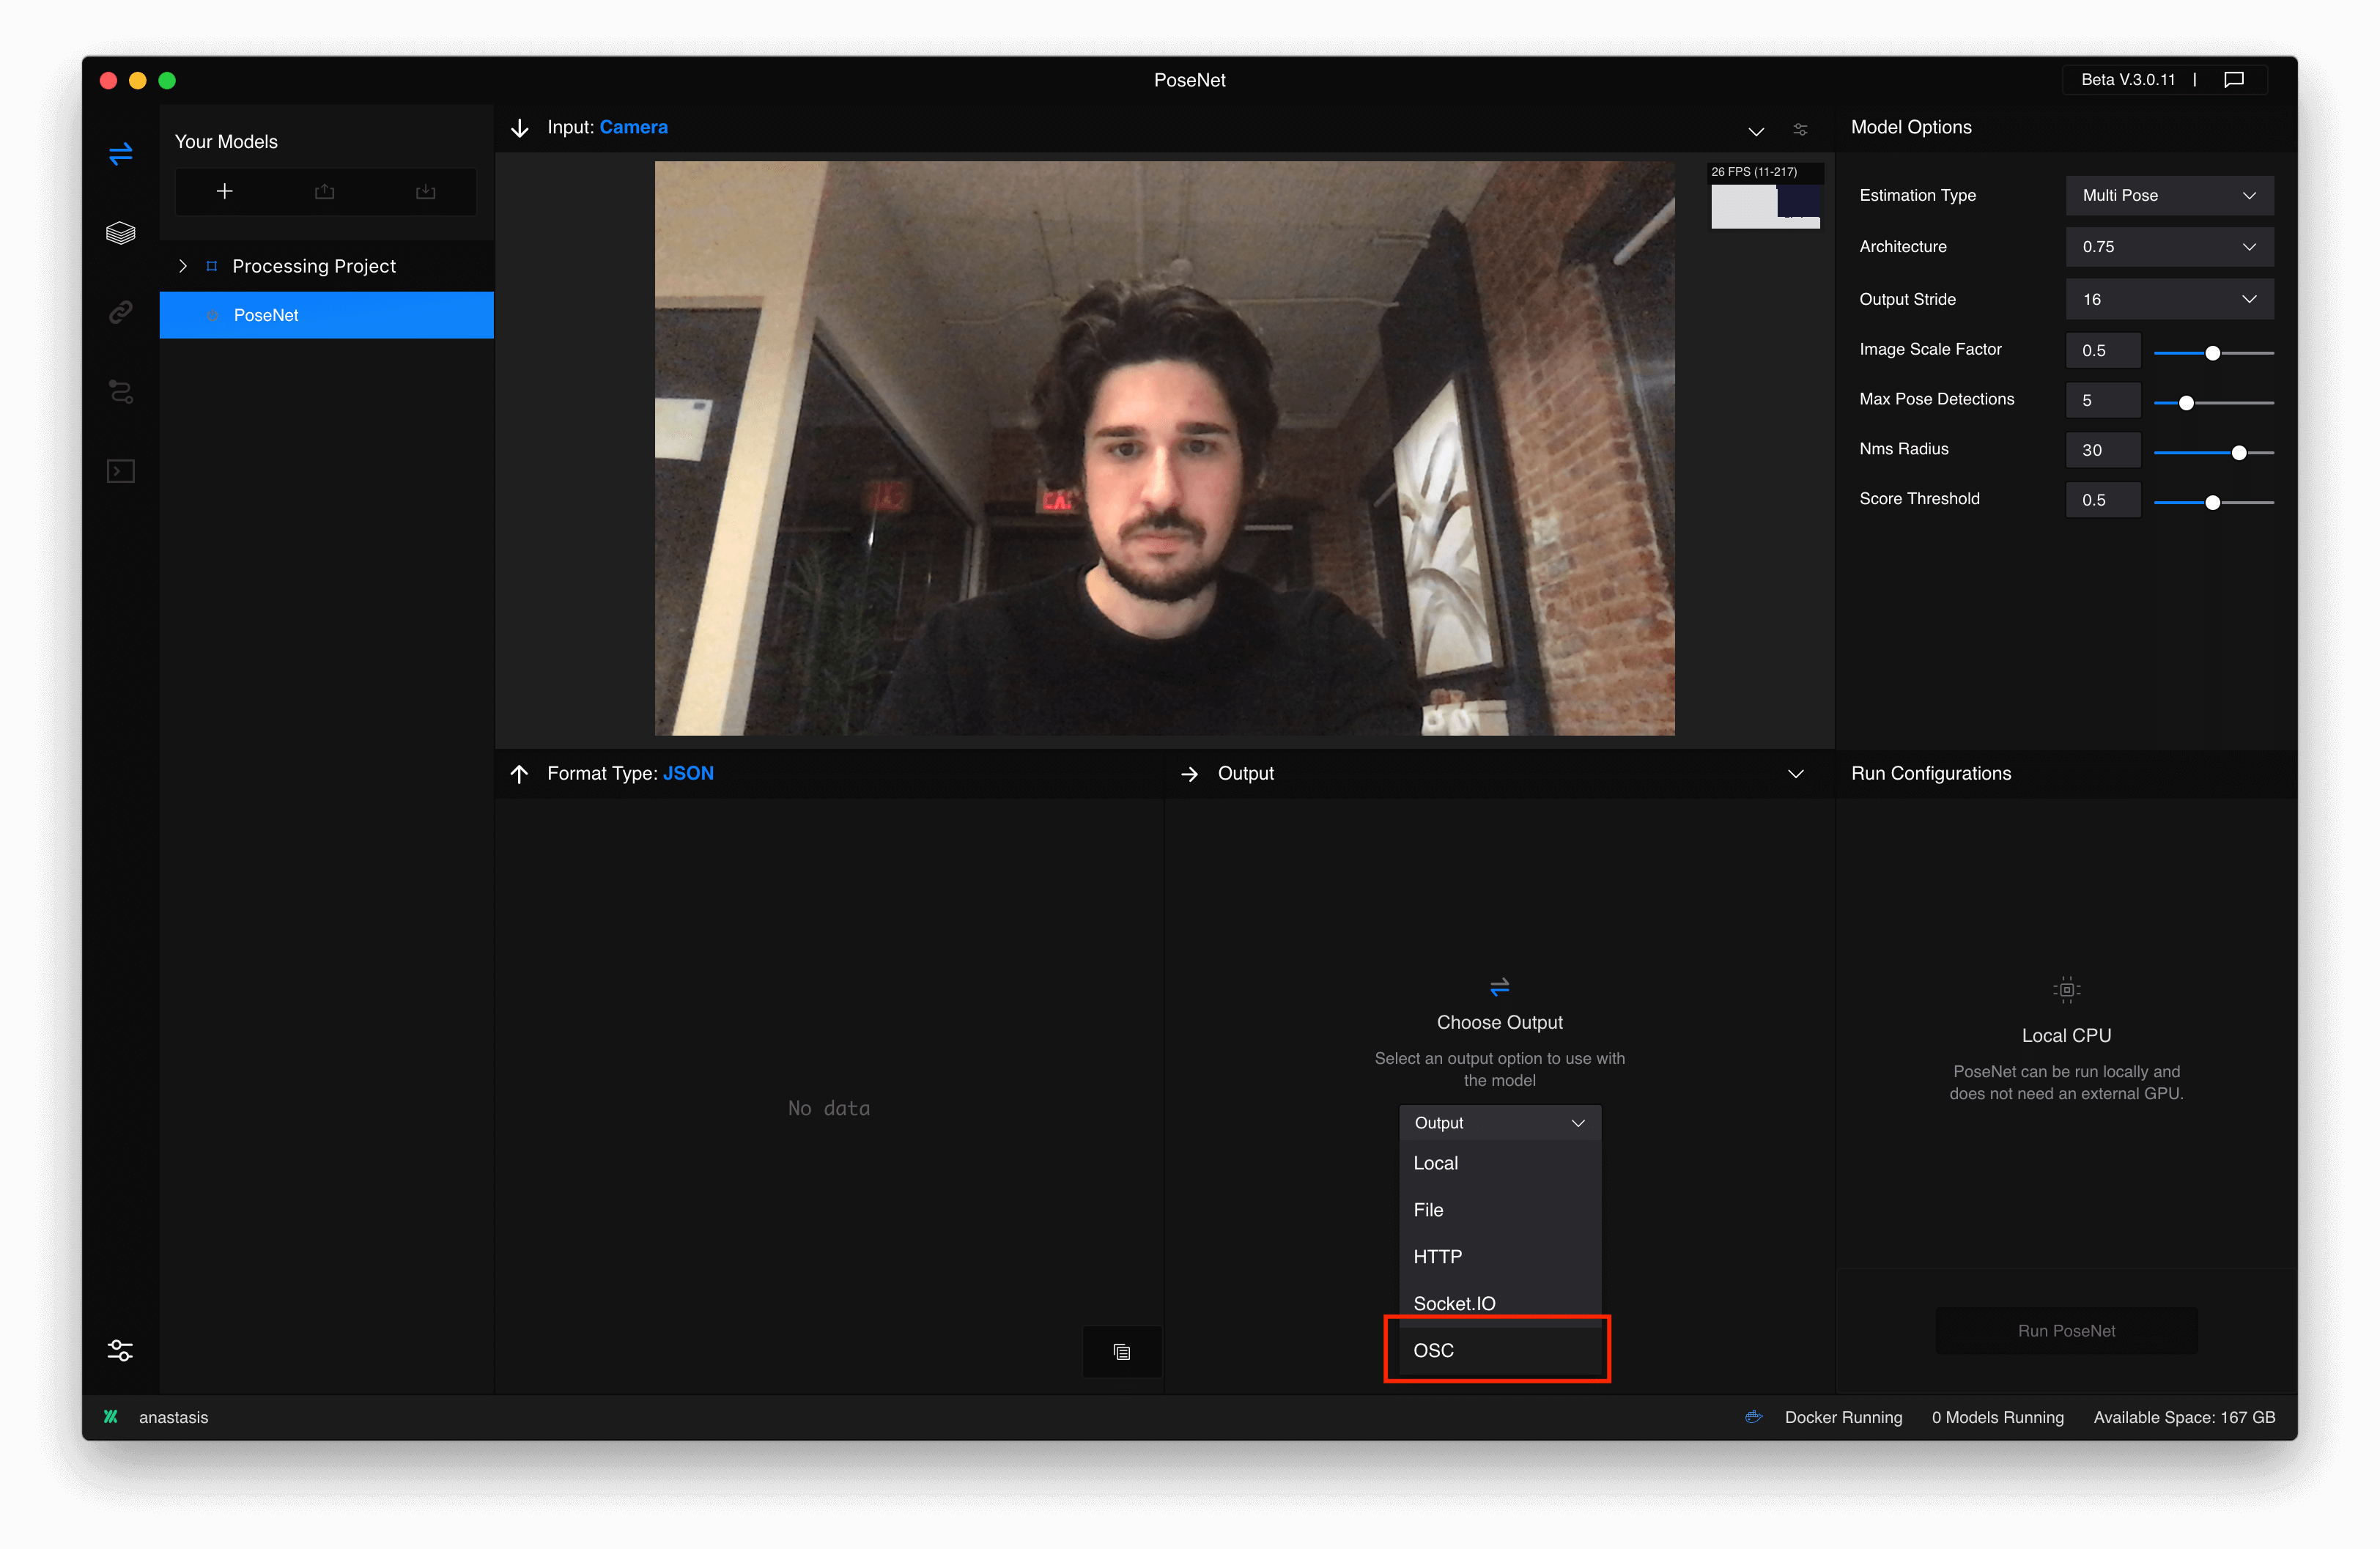 PoseNet
Beta V.3.0.11 |
Your Models
Processing Project
PoseNet
Input: Camera
26 FPS (11-217)
Model Options
Estimation Type
Multi Pose
Architecture
0.75
Output Stride
16
Image Scale Factor
0.5
Max Pose Detections
5
Nms Radius
30
Score Threshold
0.5
Format Type: JSON
No data
Output
Choose Output
Select an output option to use with
the model
Output
Local
File
HTTP
Socket.IO
OSC
Run Configurations
Local CPU
PoseNet can be run locally and
does not need an external GPU.
Run PoseNet
anastasis
Docker Running
0 Models Running
Available Space: 167 GB